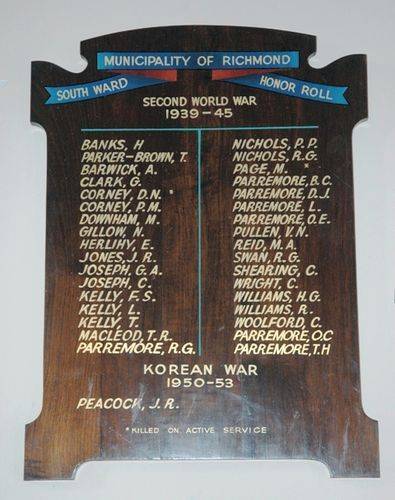 MUNICIPALITY OF RICHMOND
SOUTH WARD
HONOR ROLL
SECOND WORLD WAR
1939-45
BANKS, H
PARKER-BROWN, T.
BARWICK, A.
CLARK, G.
CORNEY, D.N. *
CORNEY, P.M.
DOWNHAM, M.
GILLOW, N.
HERLIHY, E.
JONES, J.R.
JOSEPH, G.A.
JOSEPH, C.
KELLY, F.S.
KELLY, L.
KELLY, T.
MACLEOD, T.R.
PARREMORE, R.G.
NICHOLS, P.P.
NICHOLS, R.G.
PAGE, M. *
PARREMORE, B.C.
PARREMORE, D.J.
PARREMORE, L.
PARREMORE, O.E.
PULLEN, V.N.
REID, M.A.
SWAN, R.G.
SHEARING, C.
WRIGHT, C.
WILLIAMS, H.G.
WILLIAMS, R.
WOOLFORD, C.
PARREMORE, O.C
PARREMORE, T.H
KOREAN WAR
1950-53
PEACOCK, J.R.
*KILLED ON ACTIVE SERVICE